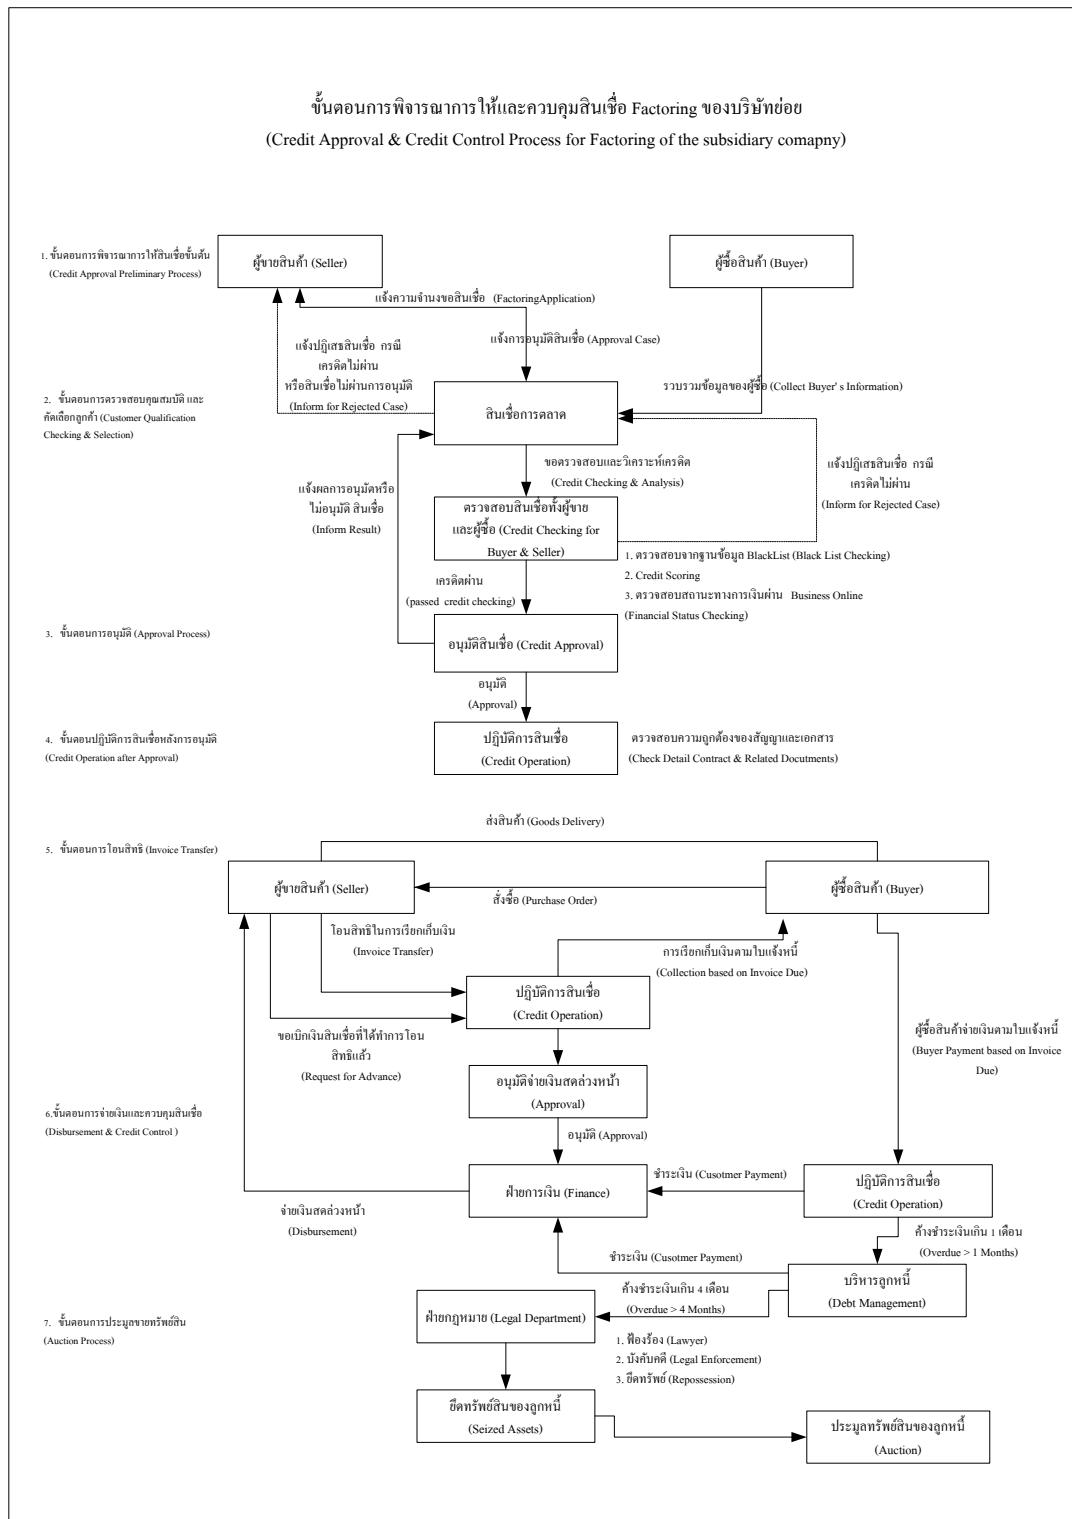 ขั้นตอนการพิจารณาการให้และควบคุมสินเชื่อ Factoring ของบริษัทย่อย
(Credit Approval & Credit Control Process for Factoring of the subsidiary comapny)
1. ขั้นตอนการพิจารณาการให้สินเชื่อขั้นต้น
(Credit Approval Preliminary Process)
ผู้ขายสินค้า (Seller)
ผู้ซื้อสินค้า (Buyer)
แจ้งความจำนงขอสินเชื่อ (FactoringApplication)
แจ้งการอนุมัติสินเชื่อ (Approval Case)
แจ้งปฏิเสธสินเชื่อ กรณี
เครดิตไม่ผ่าน
หรือสินเชื่อไม่ผ่านการอนุมัติ
(Inform for Rejected Case)
รวบรวมข้อมูลของผู้ซื้อ (Collect Buyer' s Information)
2. ขั้นตอนการตรวจสอบคุณสมบัติ และ
คัดเลือกลูกค้า (Customer Qualification
Checking & Selection)
สินเชื่อการตลาด
ขอตรวจสอบและวิเคราะห์เครดิต
(Credit Checking & Analysis)
แจ้งปฏิเสธสินเชื่อ กรณี
เครดิตไม่ผ่าน
(Inform for Rejected Case)
แจ้งผลการอนุมัตหรือ
ไม่อนุมัติ สินเชื่อ
(Inform Result)
ตรวจสอบสินเชื่อทั้งผู้ขาย
และผู้ซื้อ (Credit Checking for
Buyer & Seller)
1. ตรวจสอบจากฐานข้อมูล BlackList (Black List Checking)
2. Credit Scoring
3. ตรวจสอบสถานะทางการเงินผ่าน Business Online
(Financial Status Checking)
เครดิตผ่าน
(passed credit checking)
3. ขั้นตอนการอนุมัติ (Approval Process)
อนุมัติสินเชื่อ (Credit Approval)
อนุมัติ
(Approval)
4. ขั้นตอนปฏิบัติการสินเชื่อหลังการอนุมัติ
(Credit Operation after Approval)
ปฏิบัติการสินเชื่อ
(Credit Operation)
ตรวจสอบความถูกต้องของสัญญาและเอกสาร
(Check Detail Contract & Related Doctutments)
ส่งสินค้า (Goods Delivery)
5. ขั้นตอนการโอนสิทธิ (Invoice Transfer)
ผู้ขายสินค้า (Seller)
ผู้ซื้อสินค้า (Buyer)
สั่งซื้อ (Purchase Order)
โอนสิทธิในการเรียกเก็บเงิน
(Invoice Transfer)
การเรียกเก็บเงินตามใบแจ้งหนี้
(Collection based on Invoice Due)
ปฏิบัติการสินเชื่อ
(Credit Operation)
ขอเบิกเงินสินเชื่อที่ได้ทำการโอน
สิทธิแล้ว
(Request for Advance)
ผู้ซื้อสินค้าจ่ายเงินตามใบแจ้งหนี้
(Buyer Payment based on Invoice
Due)
อนุมัติจ่ายเงินสดล่วงหน้า
(Approval)
6.ขั้นตอนการจ่ายเงินและควบคุมสินเชื่อ
(Disbursement & Credit Control )
อนุมัติ (Approval)
ฝ่ายการเงิน (Finance)
ชำระเงิน (Cusotmer Payment)
ปฏิบัติการสินเชื่อ
(Credit Operation)
จ่ายเงินสดล่วงหน้า
(Disbursement)
ค้างชำระเงินเกิน 1 เดือน
(Overdue > 1 Months)
ชำระเงิน (Cusotmer Payment)
บริหารลูกหนี้
(Debt Management)
ค้างชำระเงินเกิน 4 เดือน
(Overdue > 4 Months)
7. ขั้นตอนการประมูลขายทรัพย์สิน
(Auction Process)
ฝ่ายกฎหมาย (Legal Department)
1. ฟ้องร้อง (Lawyer)
2. บังคับคดี (Legal Enforcement)
3. ยึดทรัพย์ (Repossession)
ยึดทรัพย์สินของลูกหนี้
(Seized Assets)
ประมูลทรัพย์สินของลูกหนี้
(Auction)